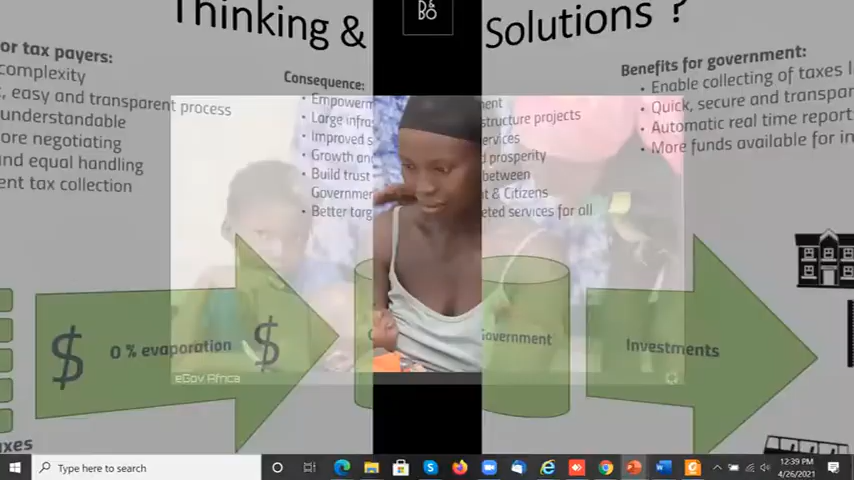 Thinking & Solutions ?
or tax payers:
complexity
, easy and transparent process
understandable
ore negotiating
and equal handling
ent tax collection
Consequence:
• Empowerm ent
• Large infras structure projects
• Improved s ervices
• Growth and d prosperity
• Build trust between
Governmen t & Citizens
• Better targ eted services for all
Benefits for government:
• Enable collecting of taxes
• Quick, secure and transpar
• Automatic real time report
• More funds available for in
$
0 % evaporation
$
Government
Investments
eGov Africa
axes
Type here to search
12:39 PM
4/26/2021